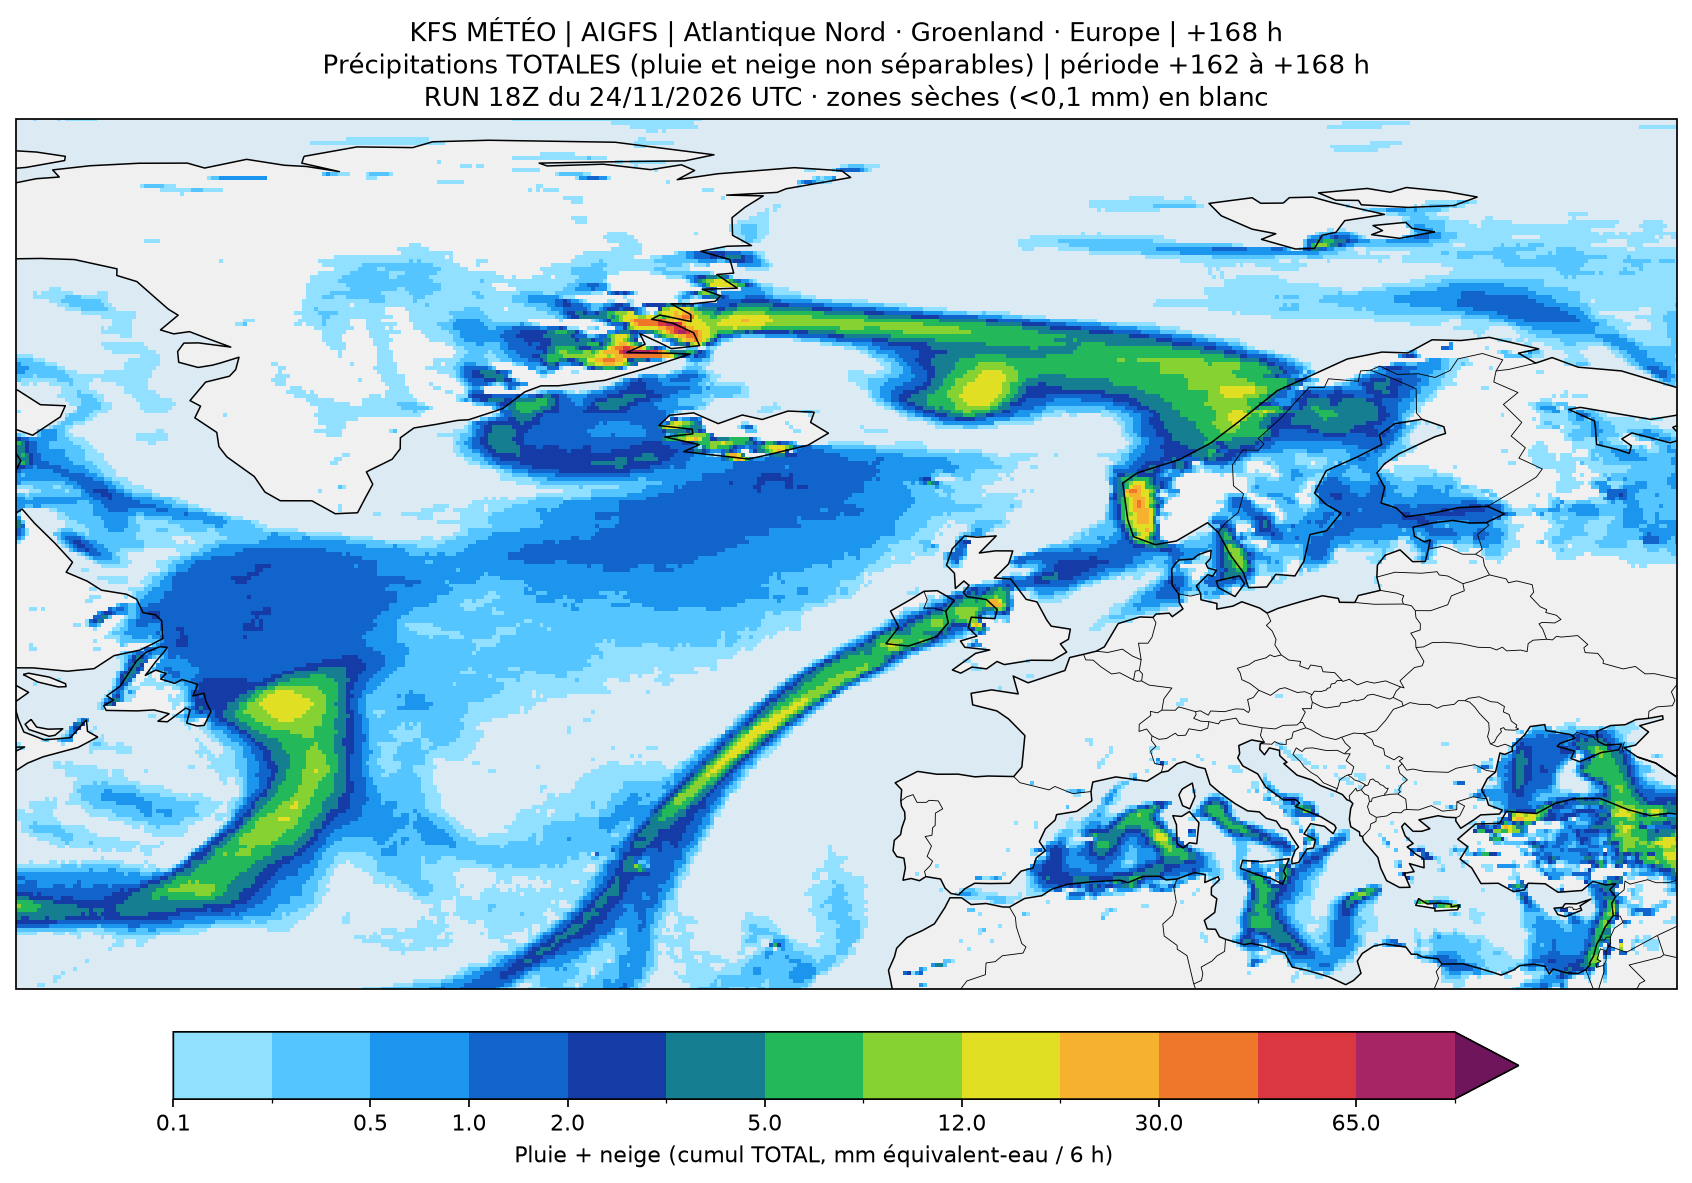 KFS MÉTÉO | AIGFS | Atlantique Nord · Groenland · Europe | +168 h
Précipitations TOTALES (pluie et neige non séparables) | période +162 à +168 h
RUN 18Z du 24/11/2026 UTC · zones sèches (<0,1 mm) en blanc
0.1 0.5 1.0 2.0 5.0 12.0 30.0 65.0
Pluie + neige (cumul TOTAL, mm équivalent-eau / 6 h)